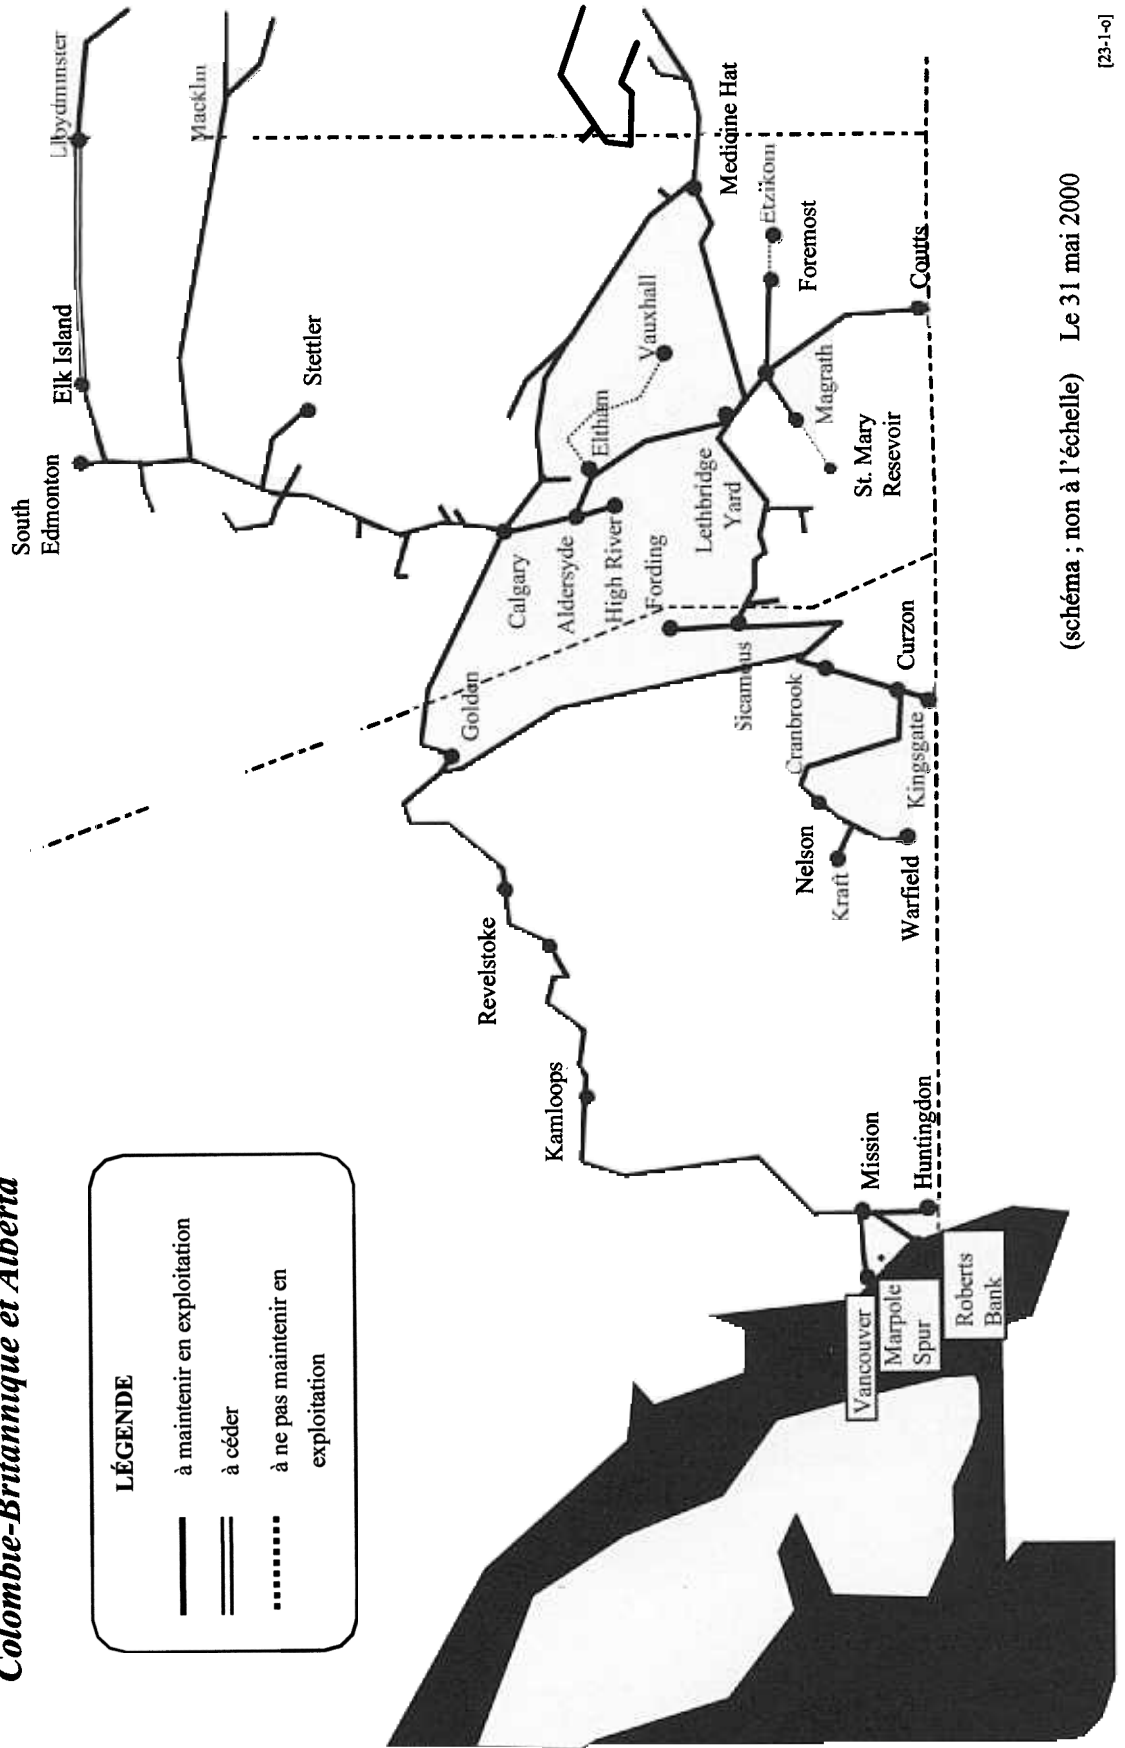 Colombie-Britannique et Alberta
LÉGENDE
à maintenir en exploitation
à céder
à ne pas maintenir en
exploitation
South
Edmonton
Elk Island
Lloydminster
Macklin
Stettler
Calgary
Aldersyde
High River
Eltham
Vauxhall
Medicine Hat
Etzikom
Foremost
Coutts
Magrath
St. Mary
Resevoir
Lethbridge
Yard
Fording
Golden
Sicamous
Cranbrook
Curzon
Kingsgate
Nelson
Kraft
Warfield
Revelstoke
Kamloops
Mission
Huntingdon
Vancouver
Marpole
Spur
Roberts
Bank
(schéma ; non à l'échelle) Le 31 mai 2000
[23-1-o]